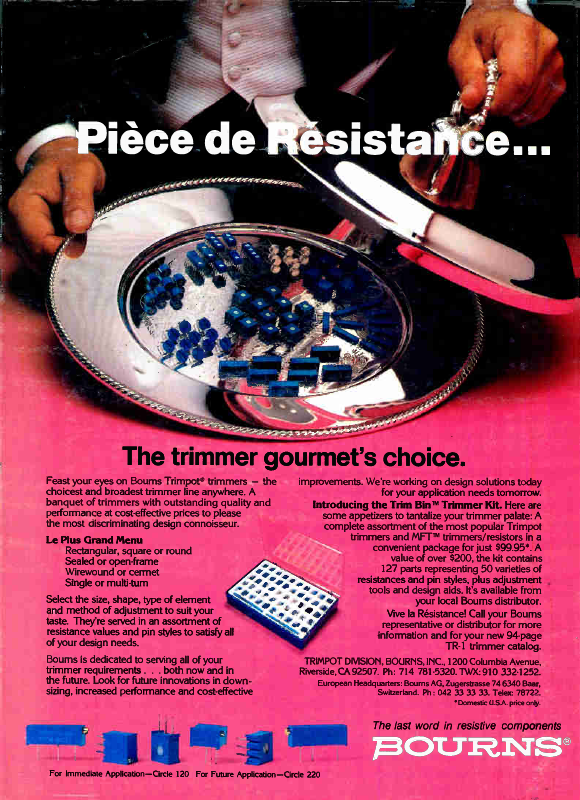 Pièce de Résistance...
The trimmer gourmet's choice.
Feast your eyes on Bourns Trimpot® trimmers — the
choicest and broadest trimmer line anywhere. A
banquet of trimmers with outstanding quality and
performance at cost-effective prices to please
the most discriminating design connoisseur.
Le Plus Grand Menu
Rectangular, square or round
Sealed or open-frame
Wirewound or cermet
Single or multi-turn
Select the size, shape, type of element
and method of adjustment to suit your
taste. They're served in an assortment of
resistance values and pin styles to satisfy all
of your design needs.
Bourns is dedicated to serving all of your
trimmer requirements . . . both now and in
the future. Look for future innovations in down-
sizing, increased performance and cost-effective
improvements. We're working on design solutions today
for your application needs tomorrow.
Introducing the Trim Bin™ Trimmer Kit. Here are
some appetizers to tantalize your trimmer palate: A
complete assortment of the most popular Trimpot
trimmers and MFT™ trimmers/resistors in a
convenient package for just $99.95*. A
value of over $200, the kit contains
127 parts representing 50 varieties of
resistances and pin styles, plus adjustment
tools and design aids. It's available from
your local Bourns distributor.
Vive la Résistance! Call your Bourns
representative or distributor for more
information and for your new 94-page
TR-1 trimmer catalog.
TRIMPOT DIVISION, BOURNS, INC., 1200 Columbia Avenue,
Riverside, CA 92507. Ph: 714 781-5320. TWX: 910 332-1252.
European Headquarters: Bourns AG, Zugerstrasse 74 6340 Baar,
Switzerland. Ph: 042 33 33 33. Telex: 78722.
*Domestic U.S.A. price only.
The last word in resistive components
BOURNS®
For Immediate Application—Circle 120 For Future Application—Circle 220